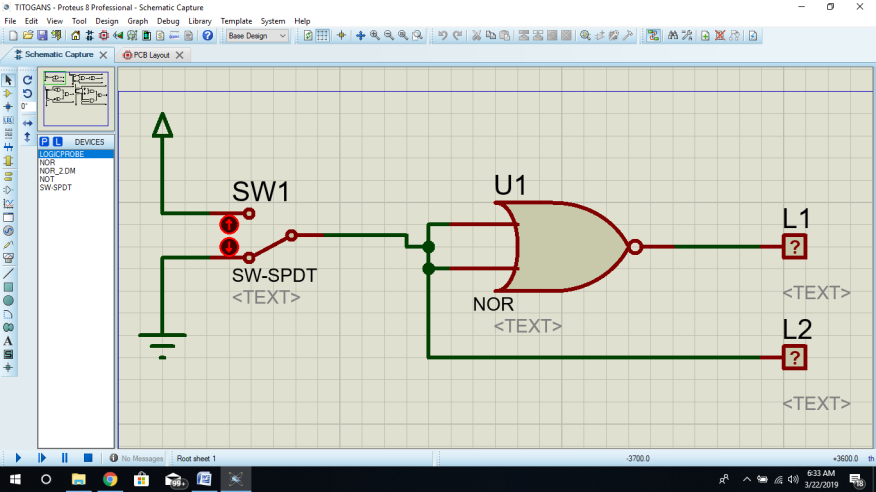 TITOGANS - Proteus 8 Professional - Schematic Capture
File Edit View Tool Design Graph Debug Library Template System Help
Base Design
Schematic Capture
PCB Layout
0°
P L DEVICES
LOGICPROBE
NOR
NOR_2.DM
NOT
SW-SPDT
LBL
A
SW1
SW-SPDT
<TEXT>
U1
NOR
<TEXT>
L1
?
<TEXT>
L2
?
<TEXT>
No Messages
Root sheet 1
-3700.0
+3600.0
th
99+
6:33 AM
3/22/2019
18